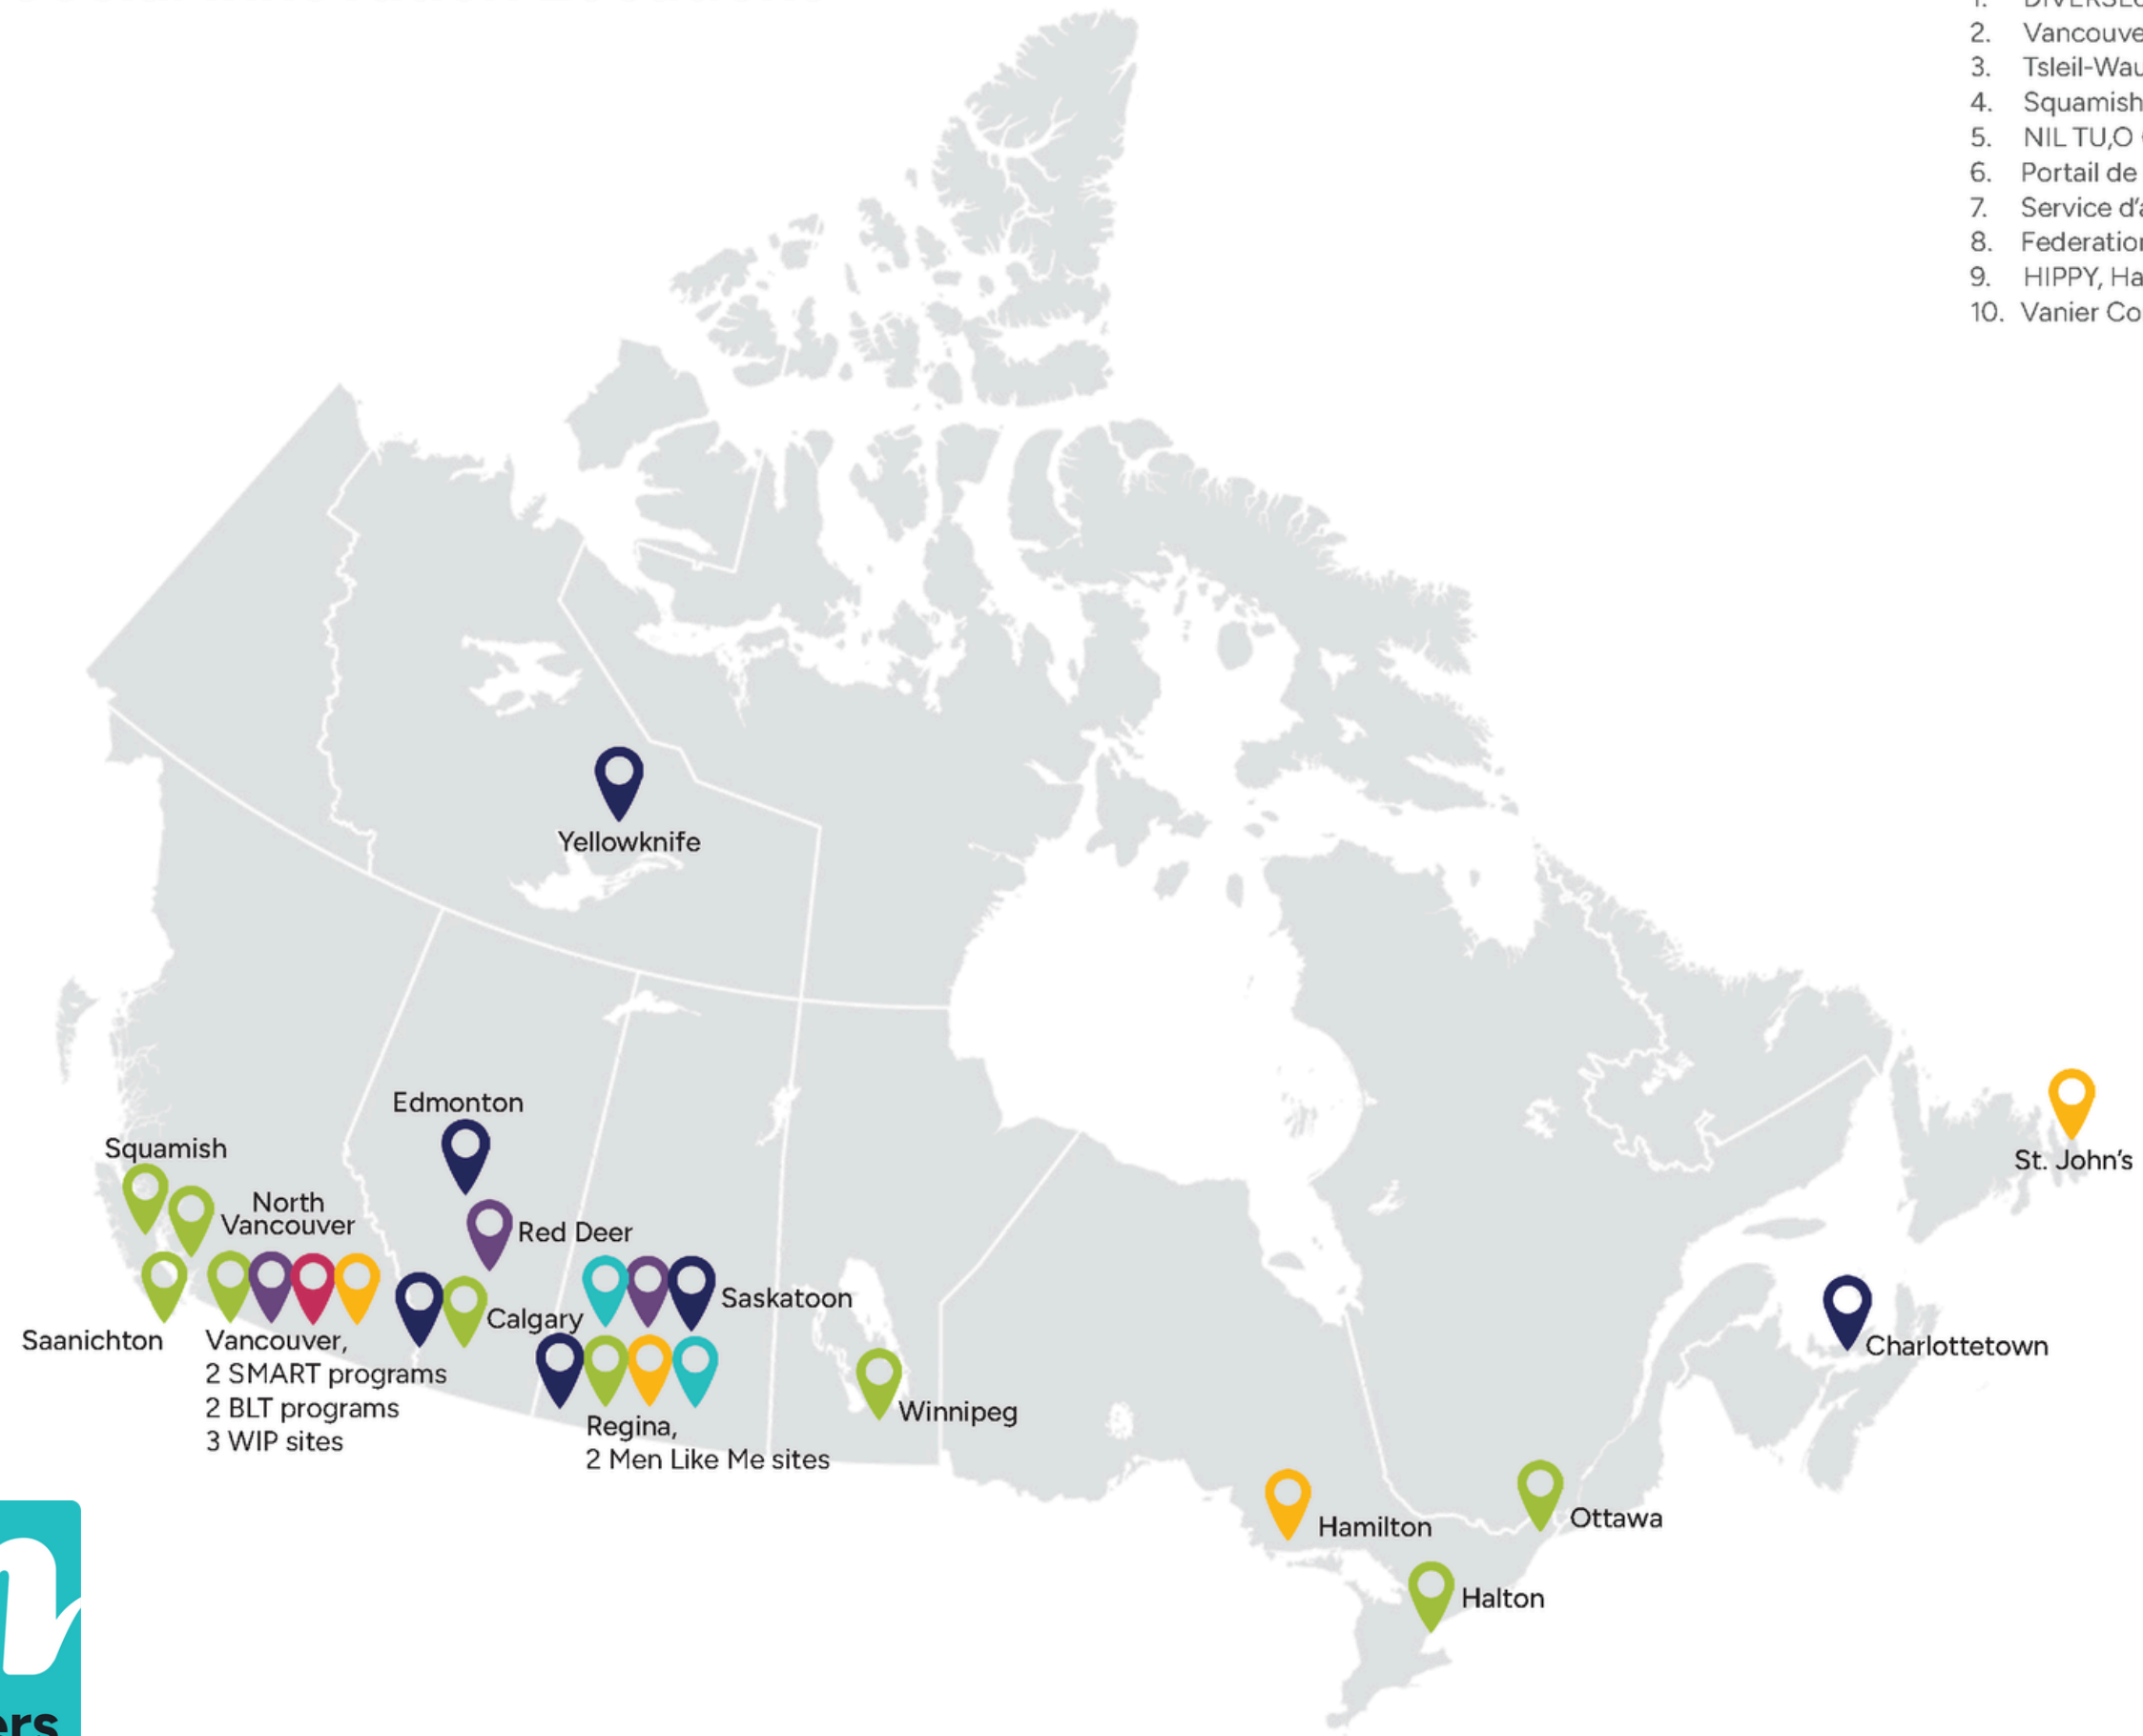 2. Vancouve
3. Tsleil-Wau
4. Squamish
5. NIL TU,O
6. Portail de
7. Service d'a
8. Federation
9. HIPPY, Ha
10. Vanier Co
Yellowknife
Edmonton
Squamish
North
Vancouver
Red Deer
Saskatoon
Calgary
Saanichton
Vancouver,
2 SMART programs
2 BLT programs
3 WIP sites
Regina,
2 Men Like Me sites
Winnipeg
St. John's
Charlottetown
Hamilton
Ottawa
Halton
ers